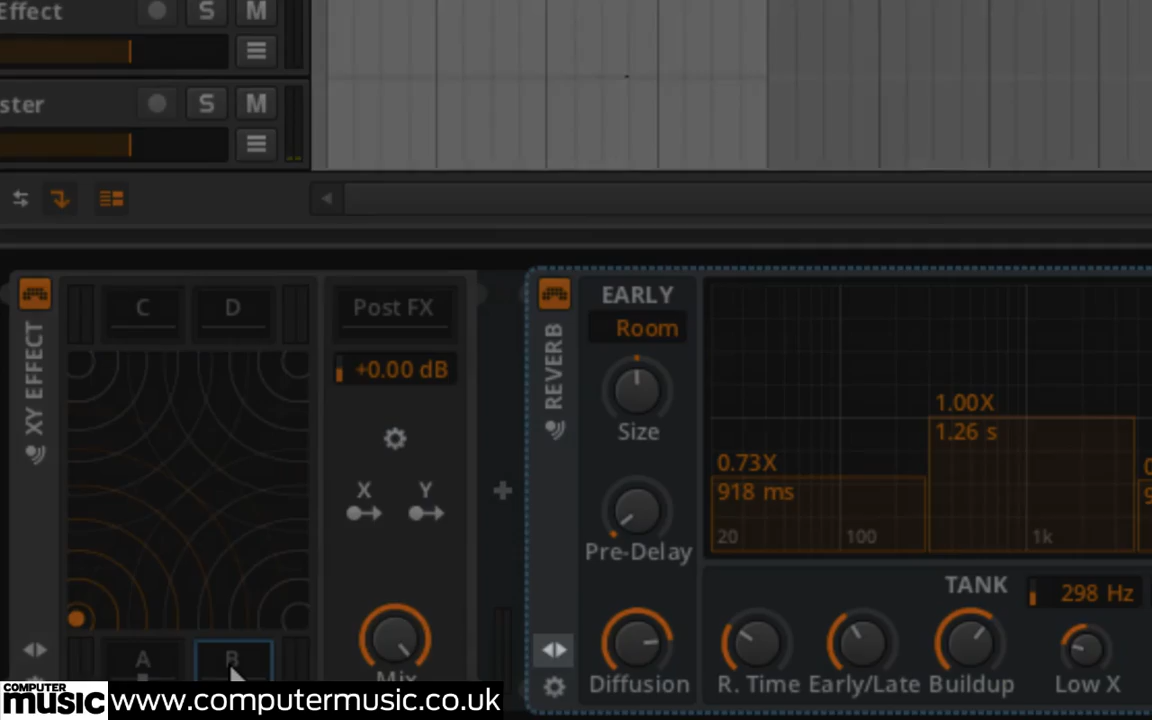 Effect S M
ster S M
C D Post FX
+0.00 dB
XY EFFECT
X Y
A B Mix
REVERB
EARLY
Room
Size
Pre-Delay
Diffusion
1.00X
1.26 s
0.73X
918 ms
20 100 1k
TANK 298 Hz
R. Time Early/Late Buildup Low X
COMPUTER
music www.computermusic.co.uk